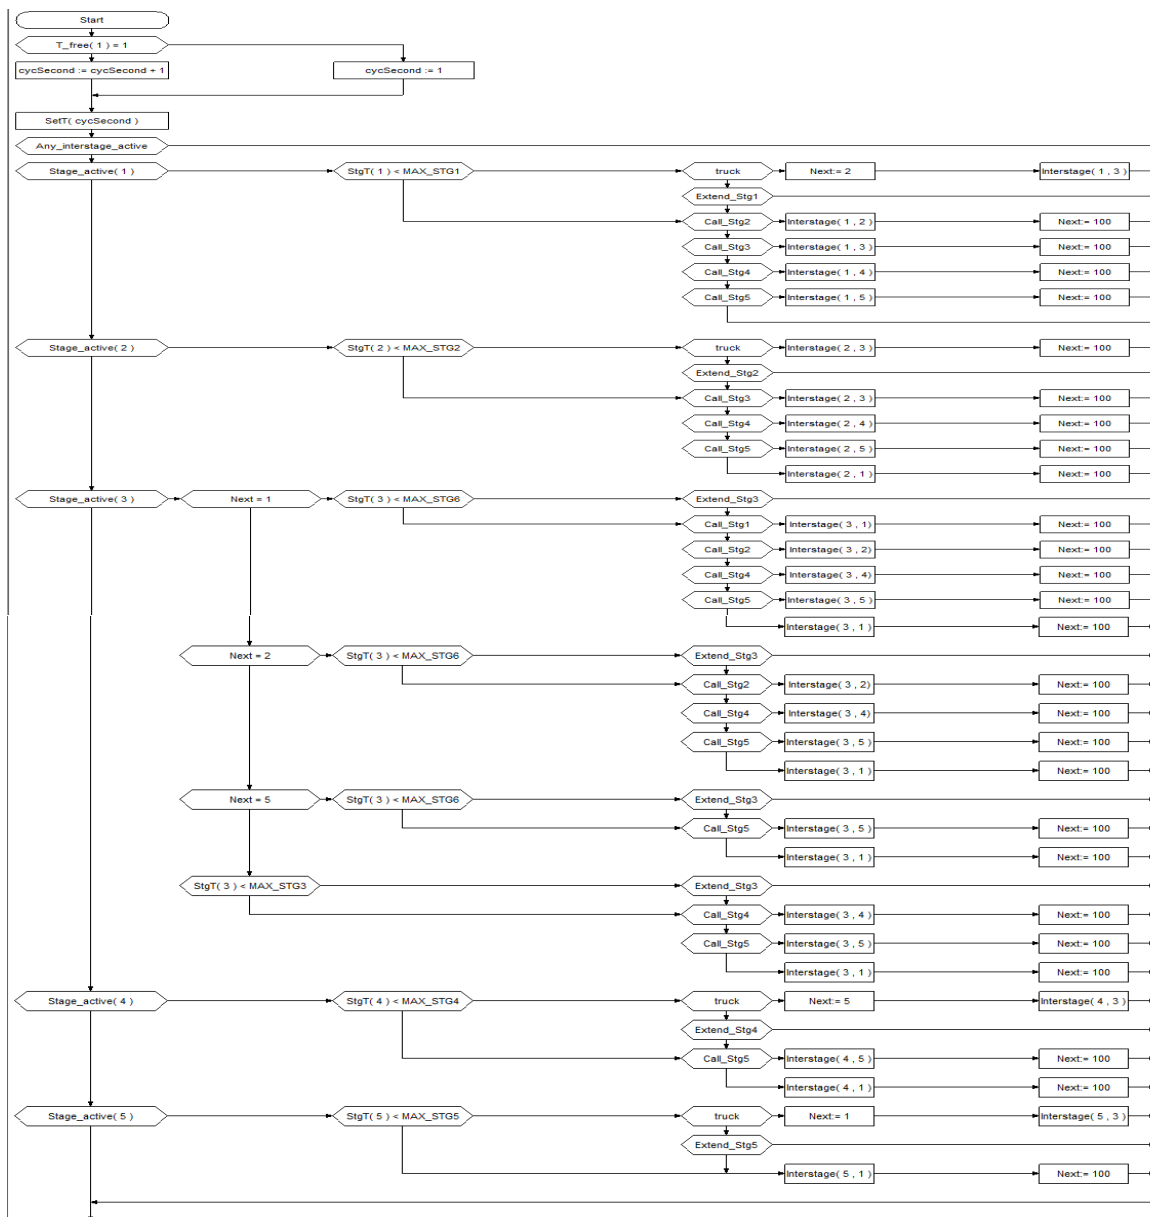 Start
T_free( 1 ) = 1
cycSecond := cycSecond + 1 cycSecond := 1
SetT( cycSecond )
Any_interstage_active
Stage_active( 1 ) StgT( 1 ) < MAX_STG1 truck Next:= 2 Interstage( 1 , 3 )
Extend_Stg1
Call_Stg2 Interstage( 1 , 2 ) Next:= 100
Call_Stg3 Interstage( 1 , 3 ) Next:= 100
Call_Stg4 Interstage( 1 , 4 ) Next:= 100
Call_Stg5 Interstage( 1 , 5 ) Next:= 100
Stage_active( 2 ) StgT( 2 ) < MAX_STG2 truck Interstage( 2 , 3 ) Next:= 100
Extend_Stg2
Call_Stg3 Interstage( 2 , 3 ) Next:= 100
Call_Stg4 Interstage( 2 , 4 ) Next:= 100
Call_Stg5 Interstage( 2 , 5 ) Next:= 100
Interstage( 2 , 1 ) Next:= 100
Stage_active( 3 ) Next = 1 StgT( 3 ) < MAX_STG6 Extend_Stg3
Call_Stg1 Interstage( 3 , 1) Next:= 100
Call_Stg2 Interstage( 3 , 2) Next:= 100
Call_Stg4 Interstage( 3 , 4) Next:= 100
Call_Stg5 Interstage( 3 , 5 ) Next:= 100
Interstage( 3 , 1 ) Next:= 100
Next = 2 StgT( 3 ) < MAX_STG6 Extend_Stg3
Call_Stg2 Interstage( 3 , 2) Next:= 100
Call_Stg4 Interstage( 3 , 4) Next:= 100
Call_Stg5 Interstage( 3 , 5 ) Next:= 100
Interstage( 3 , 1 ) Next:= 100
Next = 5 StgT( 3 ) < MAX_STG6 Extend_Stg3
Call_Stg5 Interstage( 3 , 5 ) Next:= 100
Interstage( 3 , 1 ) Next:= 100
StgT( 3 ) < MAX_STG3 Extend_Stg3
Call_Stg4 Interstage( 3 , 4 ) Next:= 100
Call_Stg5 Interstage( 3 , 5 ) Next:= 100
Interstage( 3 , 1 ) Next:= 100
Stage_active( 4 ) StgT( 4 ) < MAX_STG4 truck Next:= 5 Interstage( 4 , 3 )
Extend_Stg4
Call_Stg5 Interstage( 4 , 5 ) Next:= 100
Interstage( 4 , 1 ) Next:= 100
Stage_active( 5 ) StgT( 5 ) < MAX_STG5 truck Next:= 1 Interstage( 5 , 3 )
Extend_Stg5
Interstage( 5 , 1 ) Next:= 100